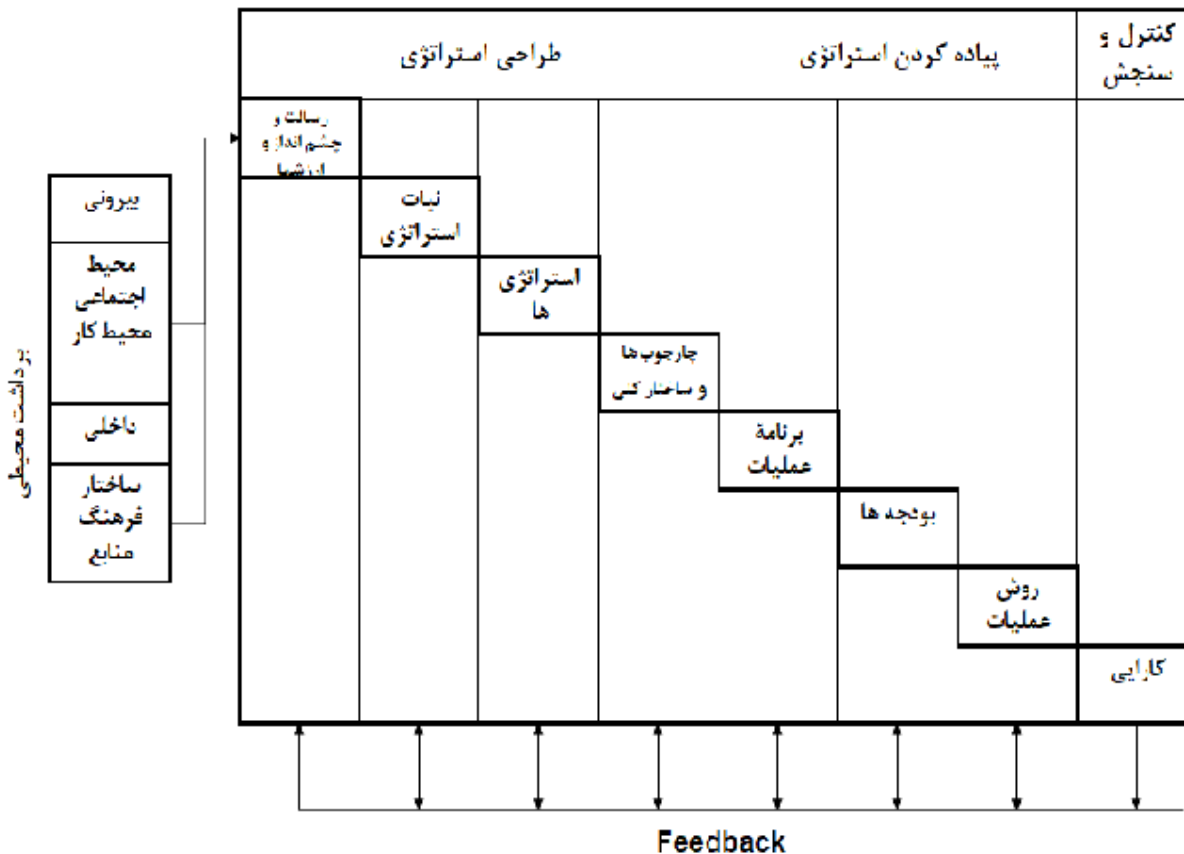 طراحی استراتژی
پیاده کردن استراتژی
کنترل و
سنجش
رسالت و
چشم انداز و
ارزشها
نیات
استراتژی
استراتژی
ها
چارچوب‌ها
و ساختار کلی
برنامهٔ
عملیات
بودجه ها
روش
عملیات
کارایی
برداشت محیطی
بیرونی
محیط
اجتماعی
محیط کار
داخلی
ساختار
فرهنگ
منابع
Feedback